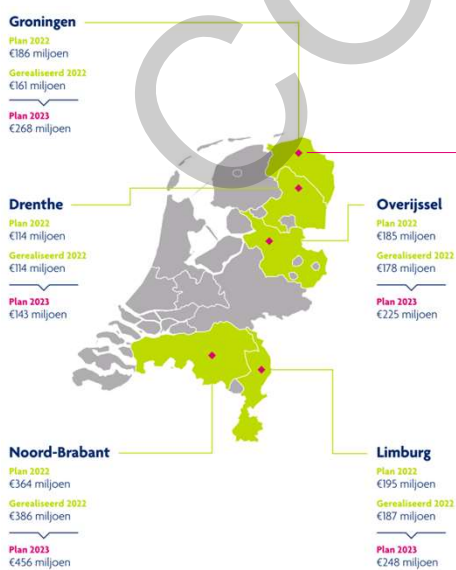 Groningen
Plan 2022
€186 miljoen
Gerealiseerd 2022
€161 miljoen
Plan 2023
€268 miljoen
Drenthe
Plan 2022
€114 miljoen
Gerealiseerd 2022
€114 miljoen
Plan 2023
€143 miljoen
Overijssel
Plan 2022
€185 miljoen
Gerealiseerd 2022
€178 miljoen
Plan 2023
€225 miljoen
Noord-Brabant
Plan 2022
€364 miljoen
Gerealiseerd 2022
€386 miljoen
Plan 2023
€456 miljoen
Limburg
Plan 2022
€195 miljoen
Gerealiseerd 2022
€187 miljoen
Plan 2023
€248 miljoen